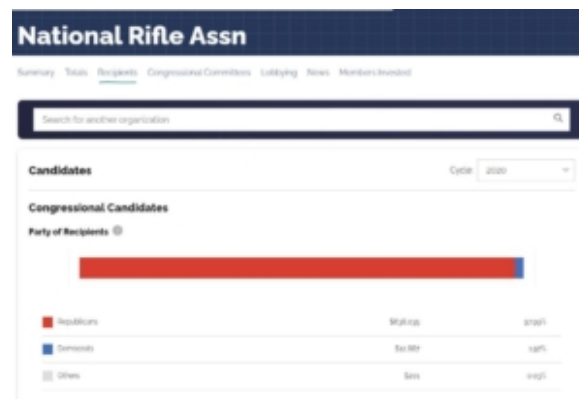 National Rifle Assn
Summary Totals Recipients Congressional Committees Lobbying News Members Invested
Search for another organization
Candidates Cycle 2020
Congressional Candidates
Party of Recipients
Republicans
Democrats
Others